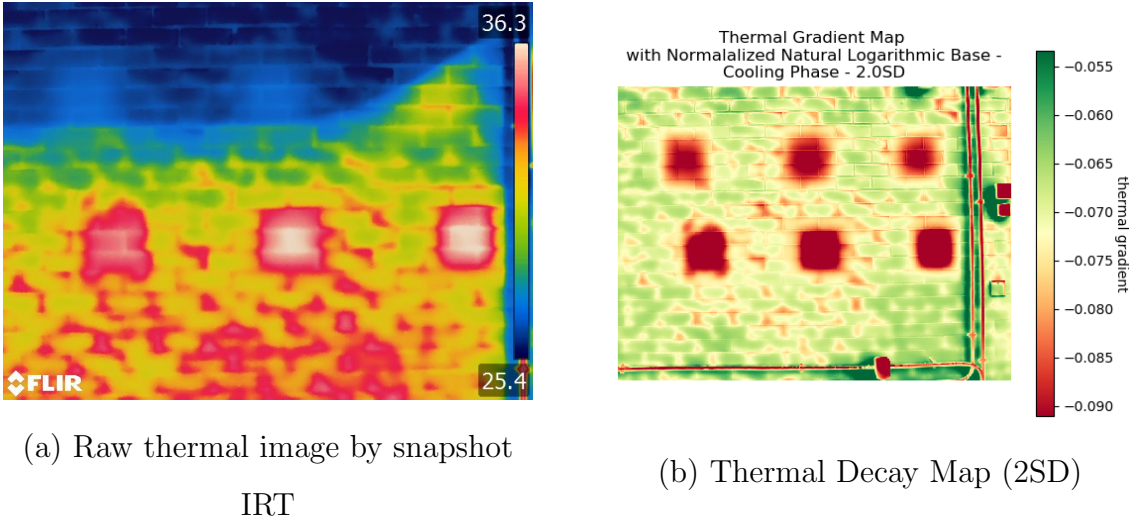 36.3
25.4
FLIR
(a) Raw thermal image by snapshot
IRT
Thermal Gradient Map
with Normalalized Natural Logarithmic Base -
Cooling Phase - 2.0SD
−0.055
−0.060
−0.065
−0.070
−0.075
−0.080
−0.085
−0.090
thermal gradient
(b) Thermal Decay Map (2SD)